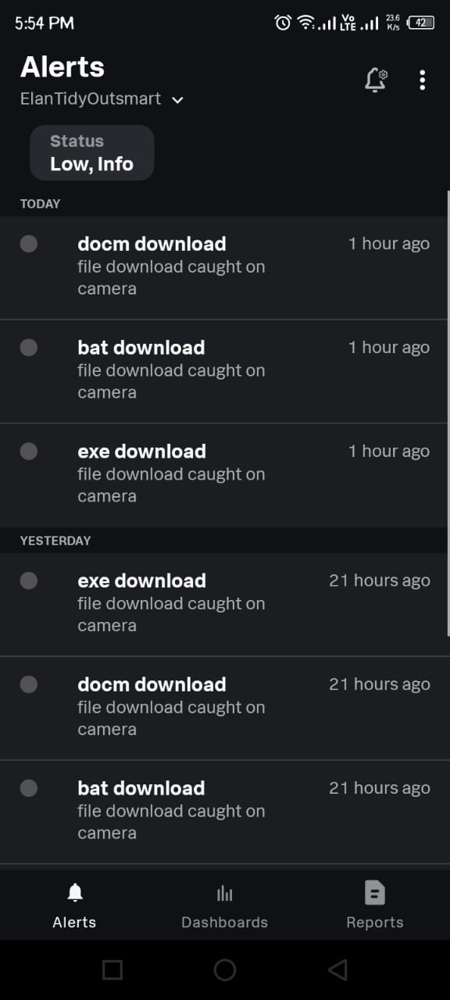 5:54 PM
Vo LTE
23.6 K/s
42
Alerts
ElanTidyOutsmart
Status
Low, Info
TODAY
docm download
1 hour ago
file download caught on
camera
bat download
1 hour ago
file download caught on
camera
exe download
1 hour ago
file download caught on
camera
YESTERDAY
exe download
21 hours ago
file download caught on
camera
docm download
21 hours ago
file download caught on
camera
bat download
21 hours ago
file download caught on
camera
Alerts
Dashboards
Reports